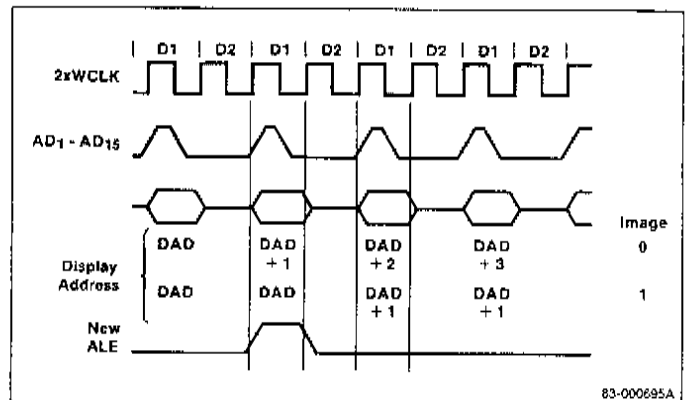 D1 D2 D1 D2 D1 D2 D1 D2
2xWCLK
AD1 - AD15
Image
DAD DAD + 1 DAD + 2 DAD + 3 0
Display Address
DAD DAD DAD + 1 DAD + 1 1
New ALE
83-000695A